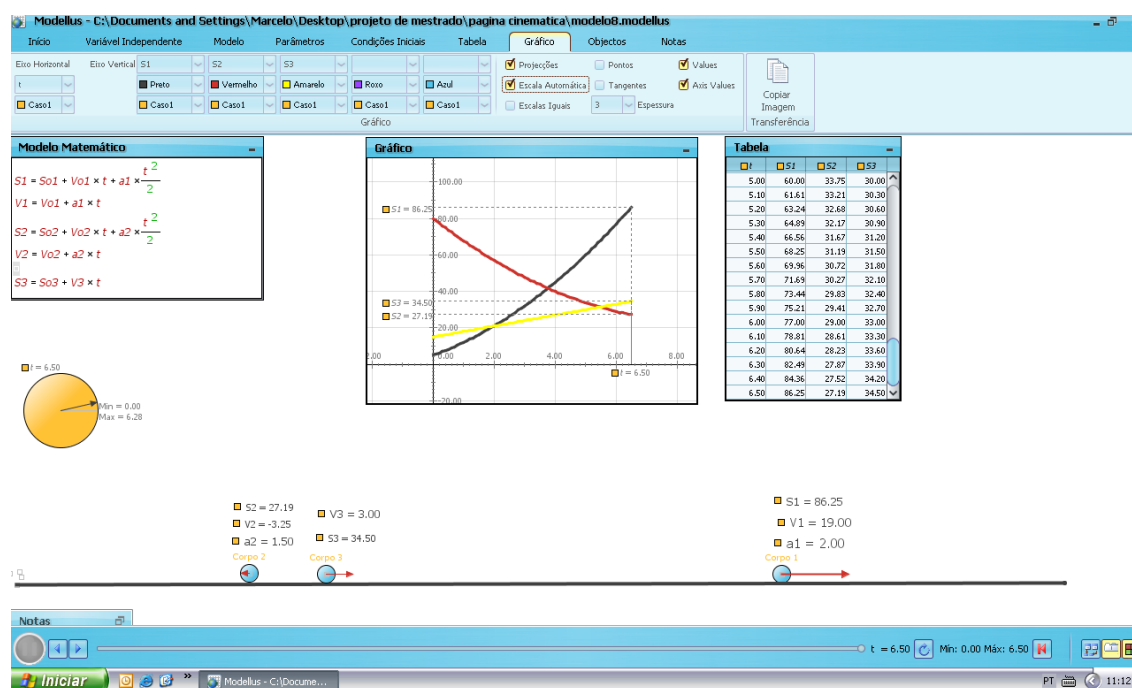 Modellus - C:\Documents and Settings\Marcelo\Desktop\projeto de mestrado\pagina cinematica\modelo8.modellus
Início Variável Independente Modelo Parâmetros Condições Iniciais Tabela Gráfico Objectos Notas
Eixo Horizontal Eixo Vertical S1 S2 S3 Projecções Pontos Values
t Preto Vermelho Amarelo Roxo Azul Escala Automática Tangentes Axis Values
Caso1 Caso1 Caso1 Caso1 Caso1 Caso1 Escalas Iguais 3 Espessura
Copiar
Imagem
Gráfico Transferência
Modelo Matemático
S1 = So1 + Vo1 × t + a1 × t 2 / 2
V1 = Vo1 + a1 × t
S2 = So2 + Vo2 × t + a2 × t 2 / 2
V2 = Vo2 + a2 × t
S3 = So3 + V3 × t
Gráfico
100.00
S1 = 86.25
80.00
60.00
40.00
S3 = 34.50
S2 = 27.19
20.00
2.00 0.00 2.00 4.00 6.00 8.00
t = 6.50
-20.00
Tabela
t S1 S2 S3
5.00 60.00 33.75 30.00
5.10 61.61 33.21 30.30
5.20 63.24 32.68 30.60
5.30 64.89 32.17 30.90
5.40 66.56 31.67 31.20
5.50 68.25 31.19 31.50
5.60 69.96 30.72 31.80
5.70 71.69 30.27 32.10
5.80 73.44 29.83 32.40
5.90 75.21 29.41 32.70
6.00 77.00 29.00 33.00
6.10 78.81 28.61 33.30
6.20 80.64 28.23 33.60
6.30 82.49 27.87 33.90
6.40 84.36 27.52 34.20
6.50 86.25 27.19 34.50
t = 6.50
Min = 0.00
Max = 6.28
S2 = 27.19
V2 = -3.25
a2 = 1.50
Corpo 2
V3 = 3.00
S3 = 34.50
Corpo 3
S1 = 86.25
V1 = 19.00
a1 = 2.00
Corpo 1
Notas
t = 6.50 Mín: 0.00 Máx: 6.50
Iniciar » Modellus - C:\Docume... PT 11:12